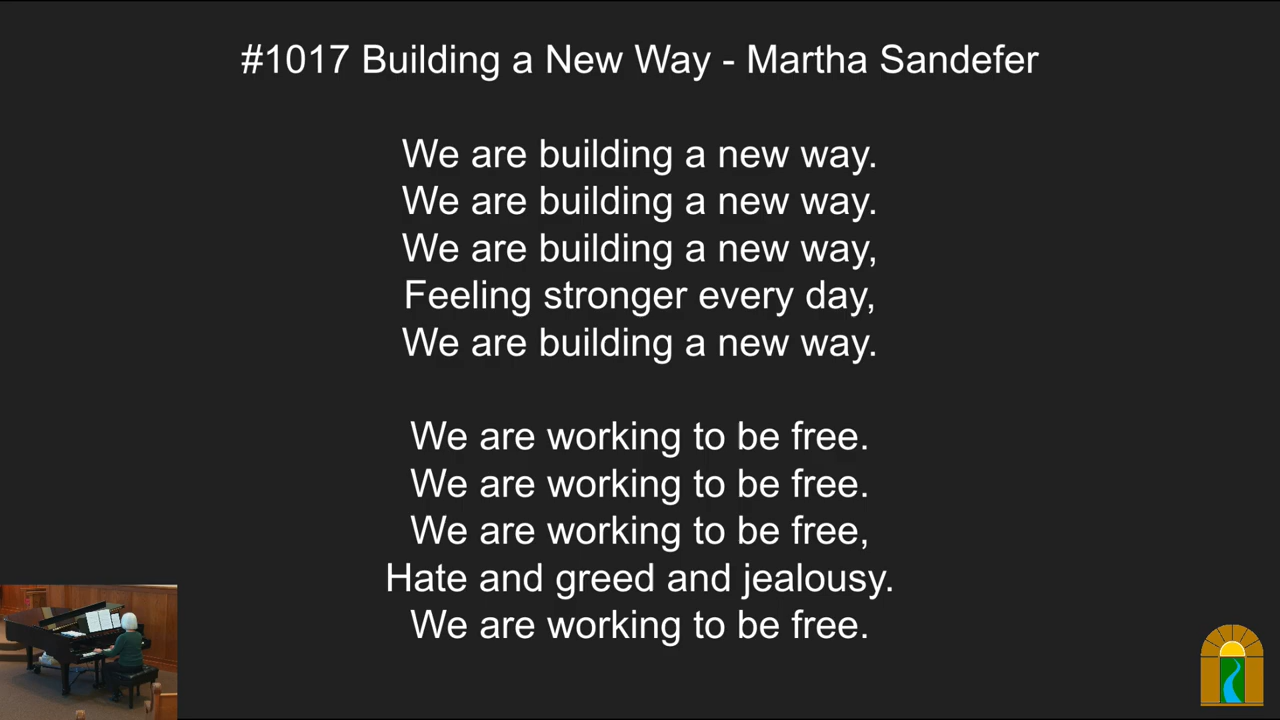 #1017 Building a New Way - Martha Sandefer
We are building a new way.
We are building a new way.
We are building a new way,
Feeling stronger every day,
We are building a new way.
We are working to be free.
We are working to be free.
We are working to be free,
Hate and greed and jealousy.
We are working to be free.